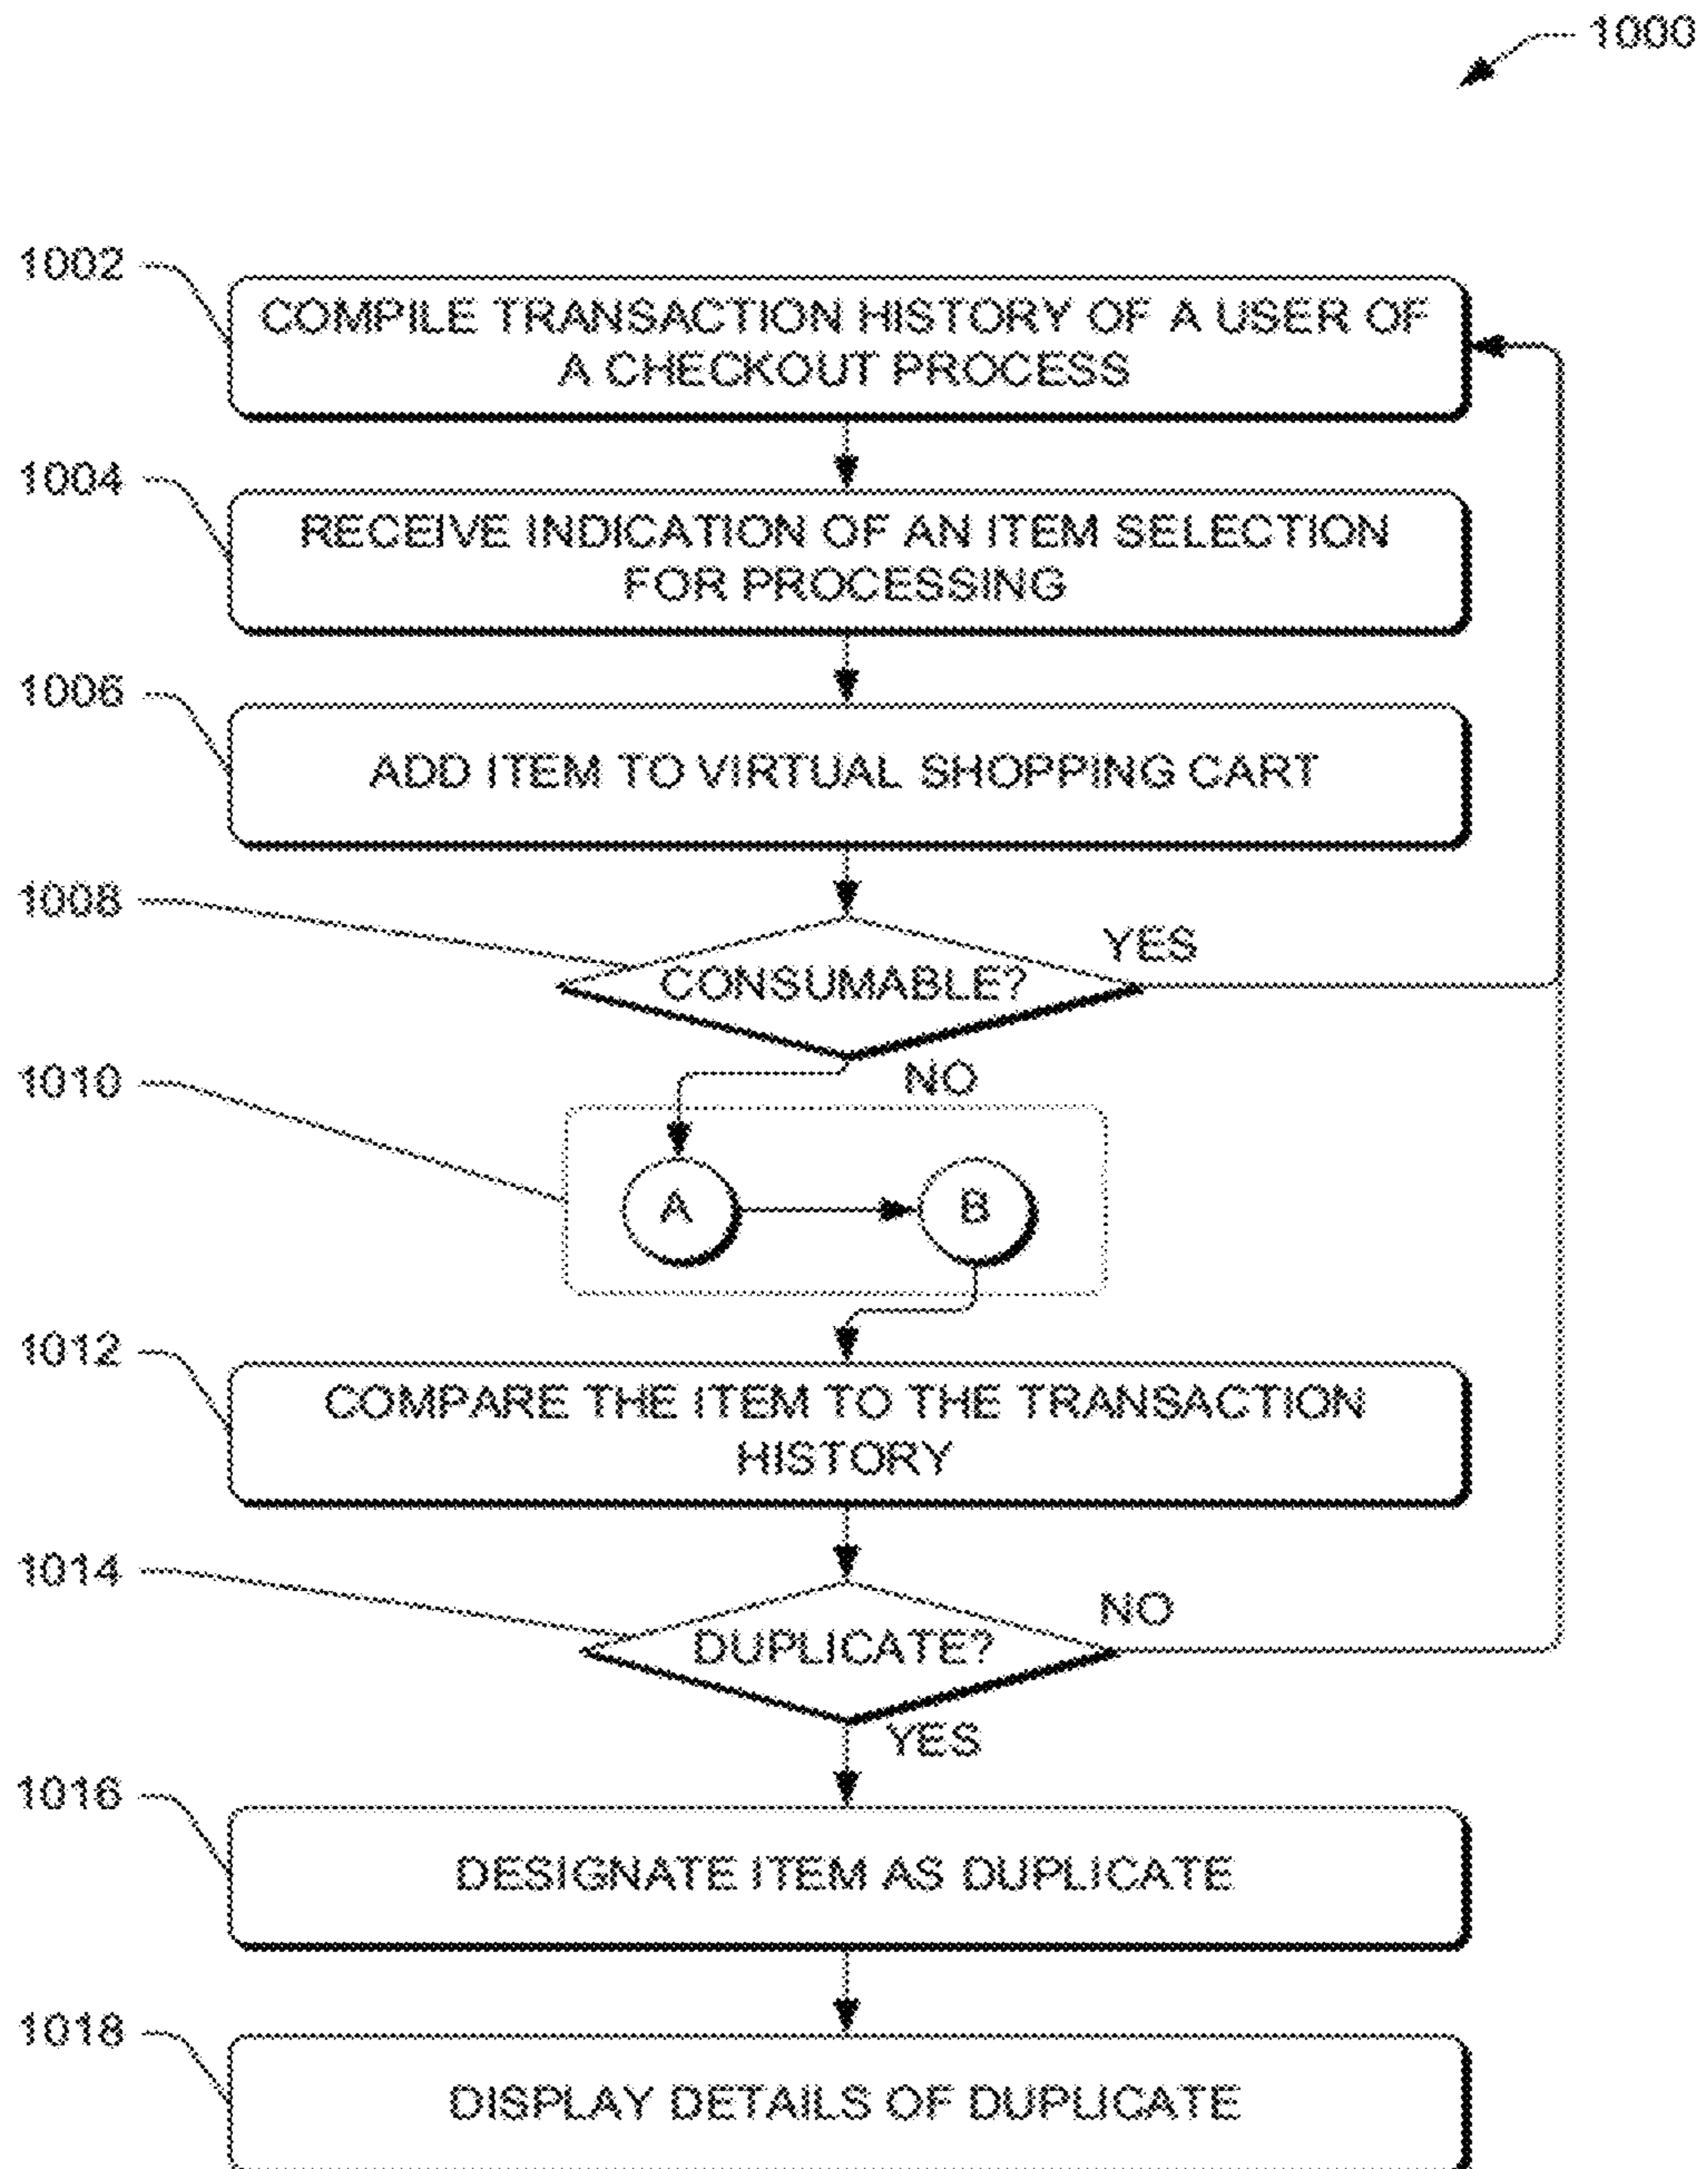 1000
1002
COMPILE TRANSACTION HISTORY OF A USER OF
A CHECKOUT PROCESS
1004
RECEIVE INDICATION OF AN ITEM SELECTION
FOR PROCESSING
1006
ADD ITEM TO VIRTUAL SHOPPING CART
1008
CONSUMABLE?
YES
NO
1010
A
B
1012
COMPARE THE ITEM TO THE TRANSACTION
HISTORY
1014
DUPLICATE?
NO
YES
1016
DESIGNATE ITEM AS DUPLICATE
1018
DISPLAY DETAILS OF DUPLICATE